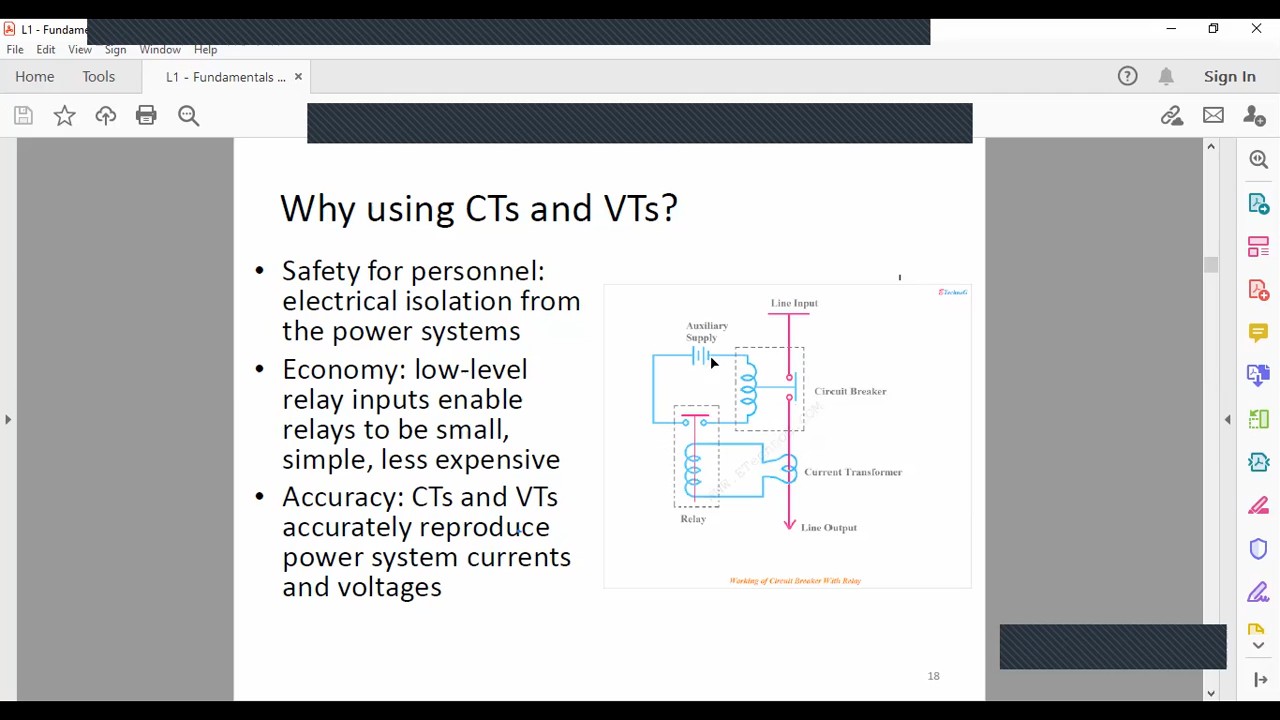 L1 - Fundame
File Edit View Sign Window Help
Home Tools L1 - Fundamentals ... Sign In
Why using CTs and VTs?
• Safety for personnel:
electrical isolation from
the power systems
• Economy: low-level
relay inputs enable
relays to be small,
simple, less expensive
• Accuracy: CTs and VTs
accurately reproduce
power system currents
and voltages
ETechnoG
Line Input
Auxiliary
Supply
Circuit Breaker
Current Transformer
Relay
Line Output
Working of Circuit Breaker With Relay
18